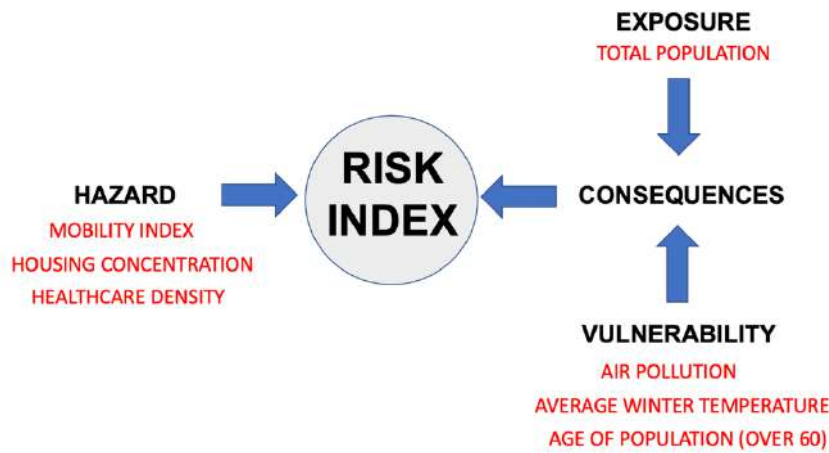 EXPOSURE
TOTAL POPULATION
RISK
INDEX
HAZARD
MOBILITY INDEX
HOUSING CONCENTRATION
HEALTHCARE DENSITY
CONSEQUENCES
VULNERABILITY
AIR POLLUTION
AVERAGE WINTER TEMPERATURE
AGE OF POPULATION (OVER 60)